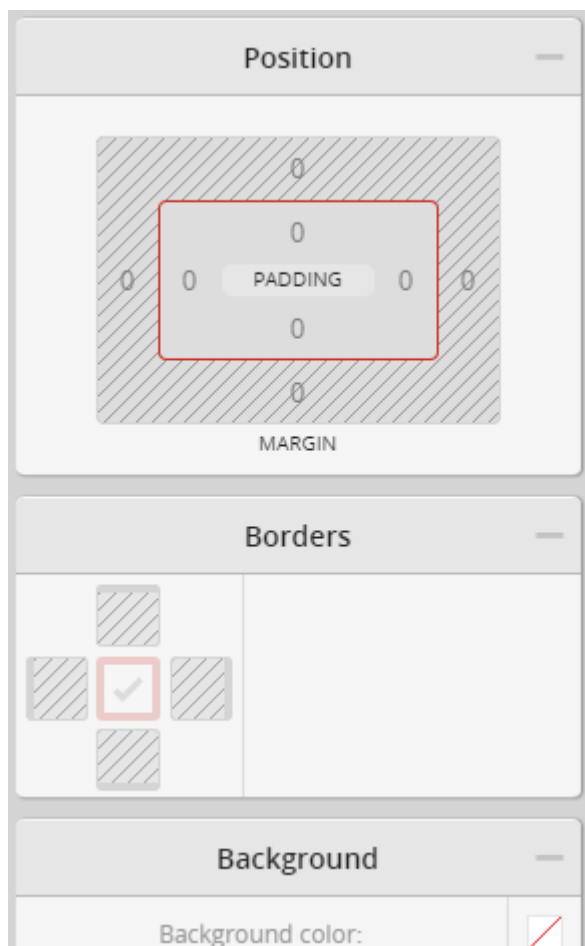 Position
0
0
0 0 PADDING 0 0
0
0
MARGIN
Borders
Background
Background color: